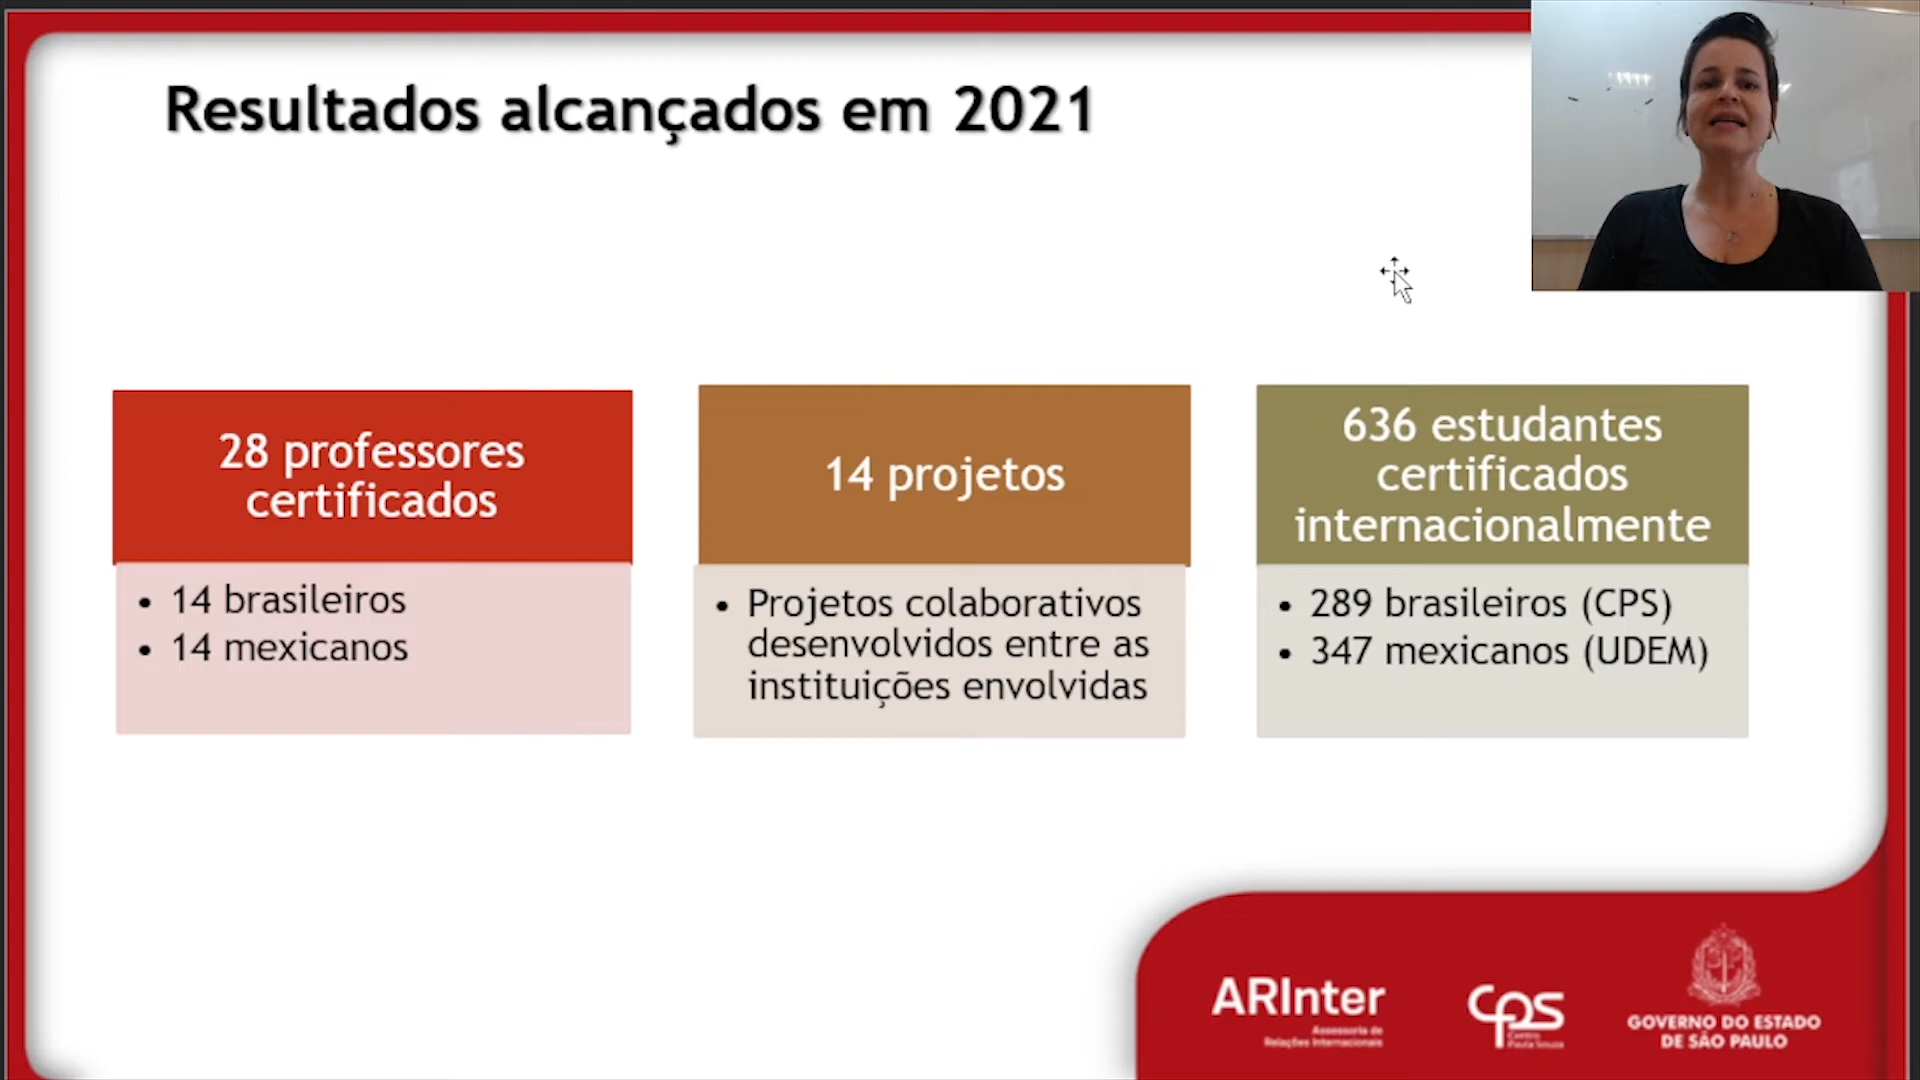 Resultados alcançados em 2021
28 professores
certificados
• 14 brasileiros
• 14 mexicanos
14 projetos
• Projetos colaborativos
desenvolvidos entre as
instituições envolvidas
636 estudantes
certificados
internacionalmente
• 289 brasileiros (CPS)
• 347 mexicanos (UDEM)
ARInter
Assessoria de
Relações Internacionais
CPS
Centro
Paula Souza
GOVERNO DO ESTADO
DE SÃO PAULO